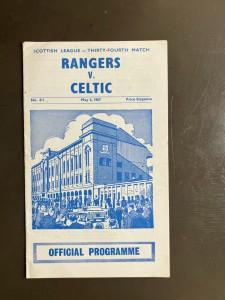 SCOTTISH LEAGUE — THIRTY-FOURTH MATCH
RANGERS
V.
CELTIC
No. 61 May 6, 1967 Price Sixpence
OFFICIAL PROGRAMME